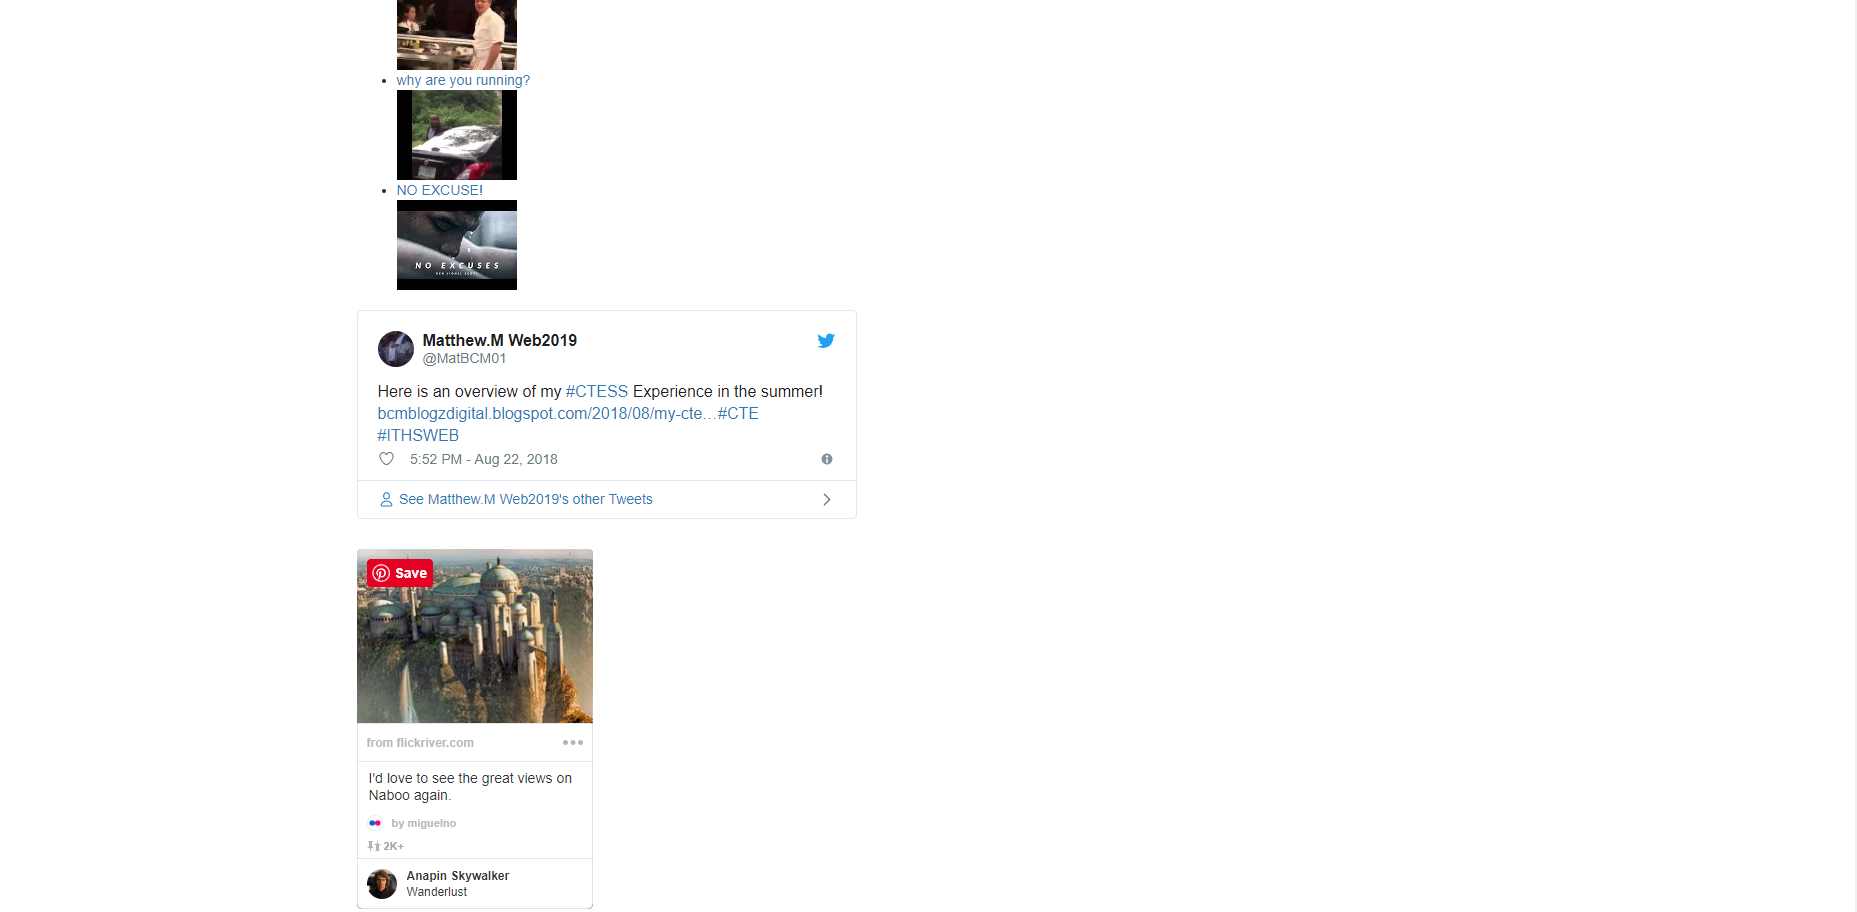 why are you running?
NO EXCUSE!
NO EXCUSES
Matthew.M Web2019
@MatBCM01
Here is an overview of my #CTESS Experience in the summer!
bcmblogzdigital.blogspot.com/2018/08/my-cte…#CTE
#ITHSWEB
5:52 PM - Aug 22, 2018
See Matthew.M Web2019's other Tweets
Save
from flickriver.com
I'd love to see the great views on
Naboo again.
by miguelno
2K+
Anapin Skywalker
Wanderlust